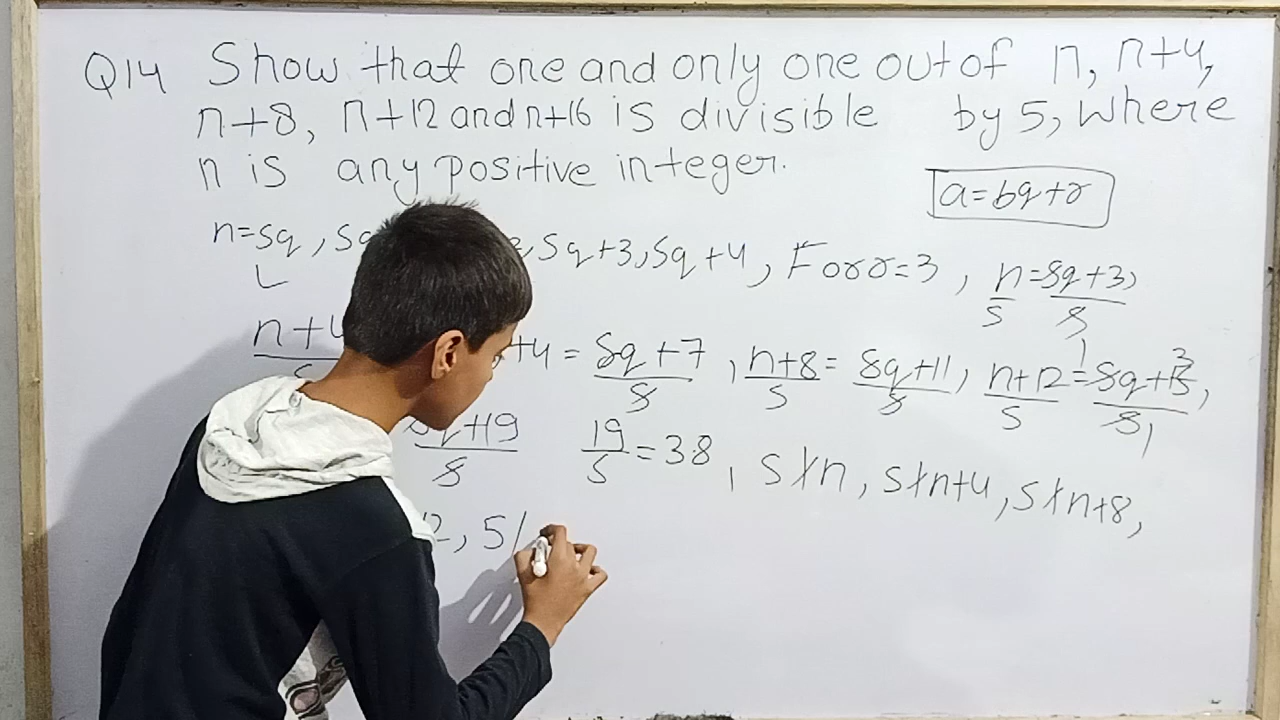 Q14 Show that one and only one out of n, n+4,
n+8, n+12 and n+16 is divisible by 5, where
n is any positive integer.
a=bq+r
n=5q, 5q+3, 5q+4, For r=3, n/5=5q+3/5
n+4 +4=5q+7/5, n+8/5=5q+11/5, n+12/5=5q+15/5,
5q+19/5 19/5=3.8, 5∤n, 5∤n+4, 5∤n+8,
12, 5